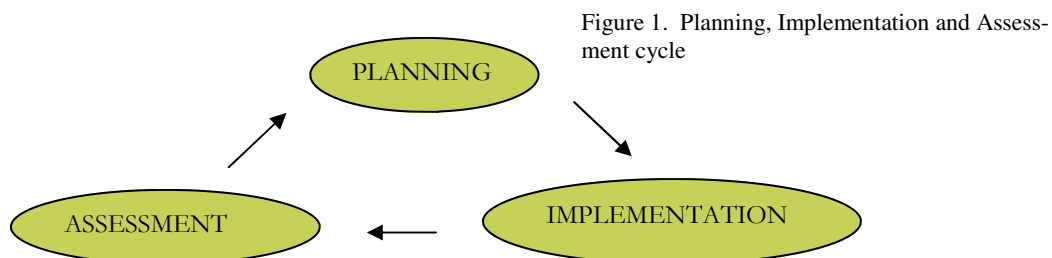 Figure 1.  Planning, Implementation and Assess-
ment cycle
PLANNING
IMPLEMENTATION
ASSESSMENT